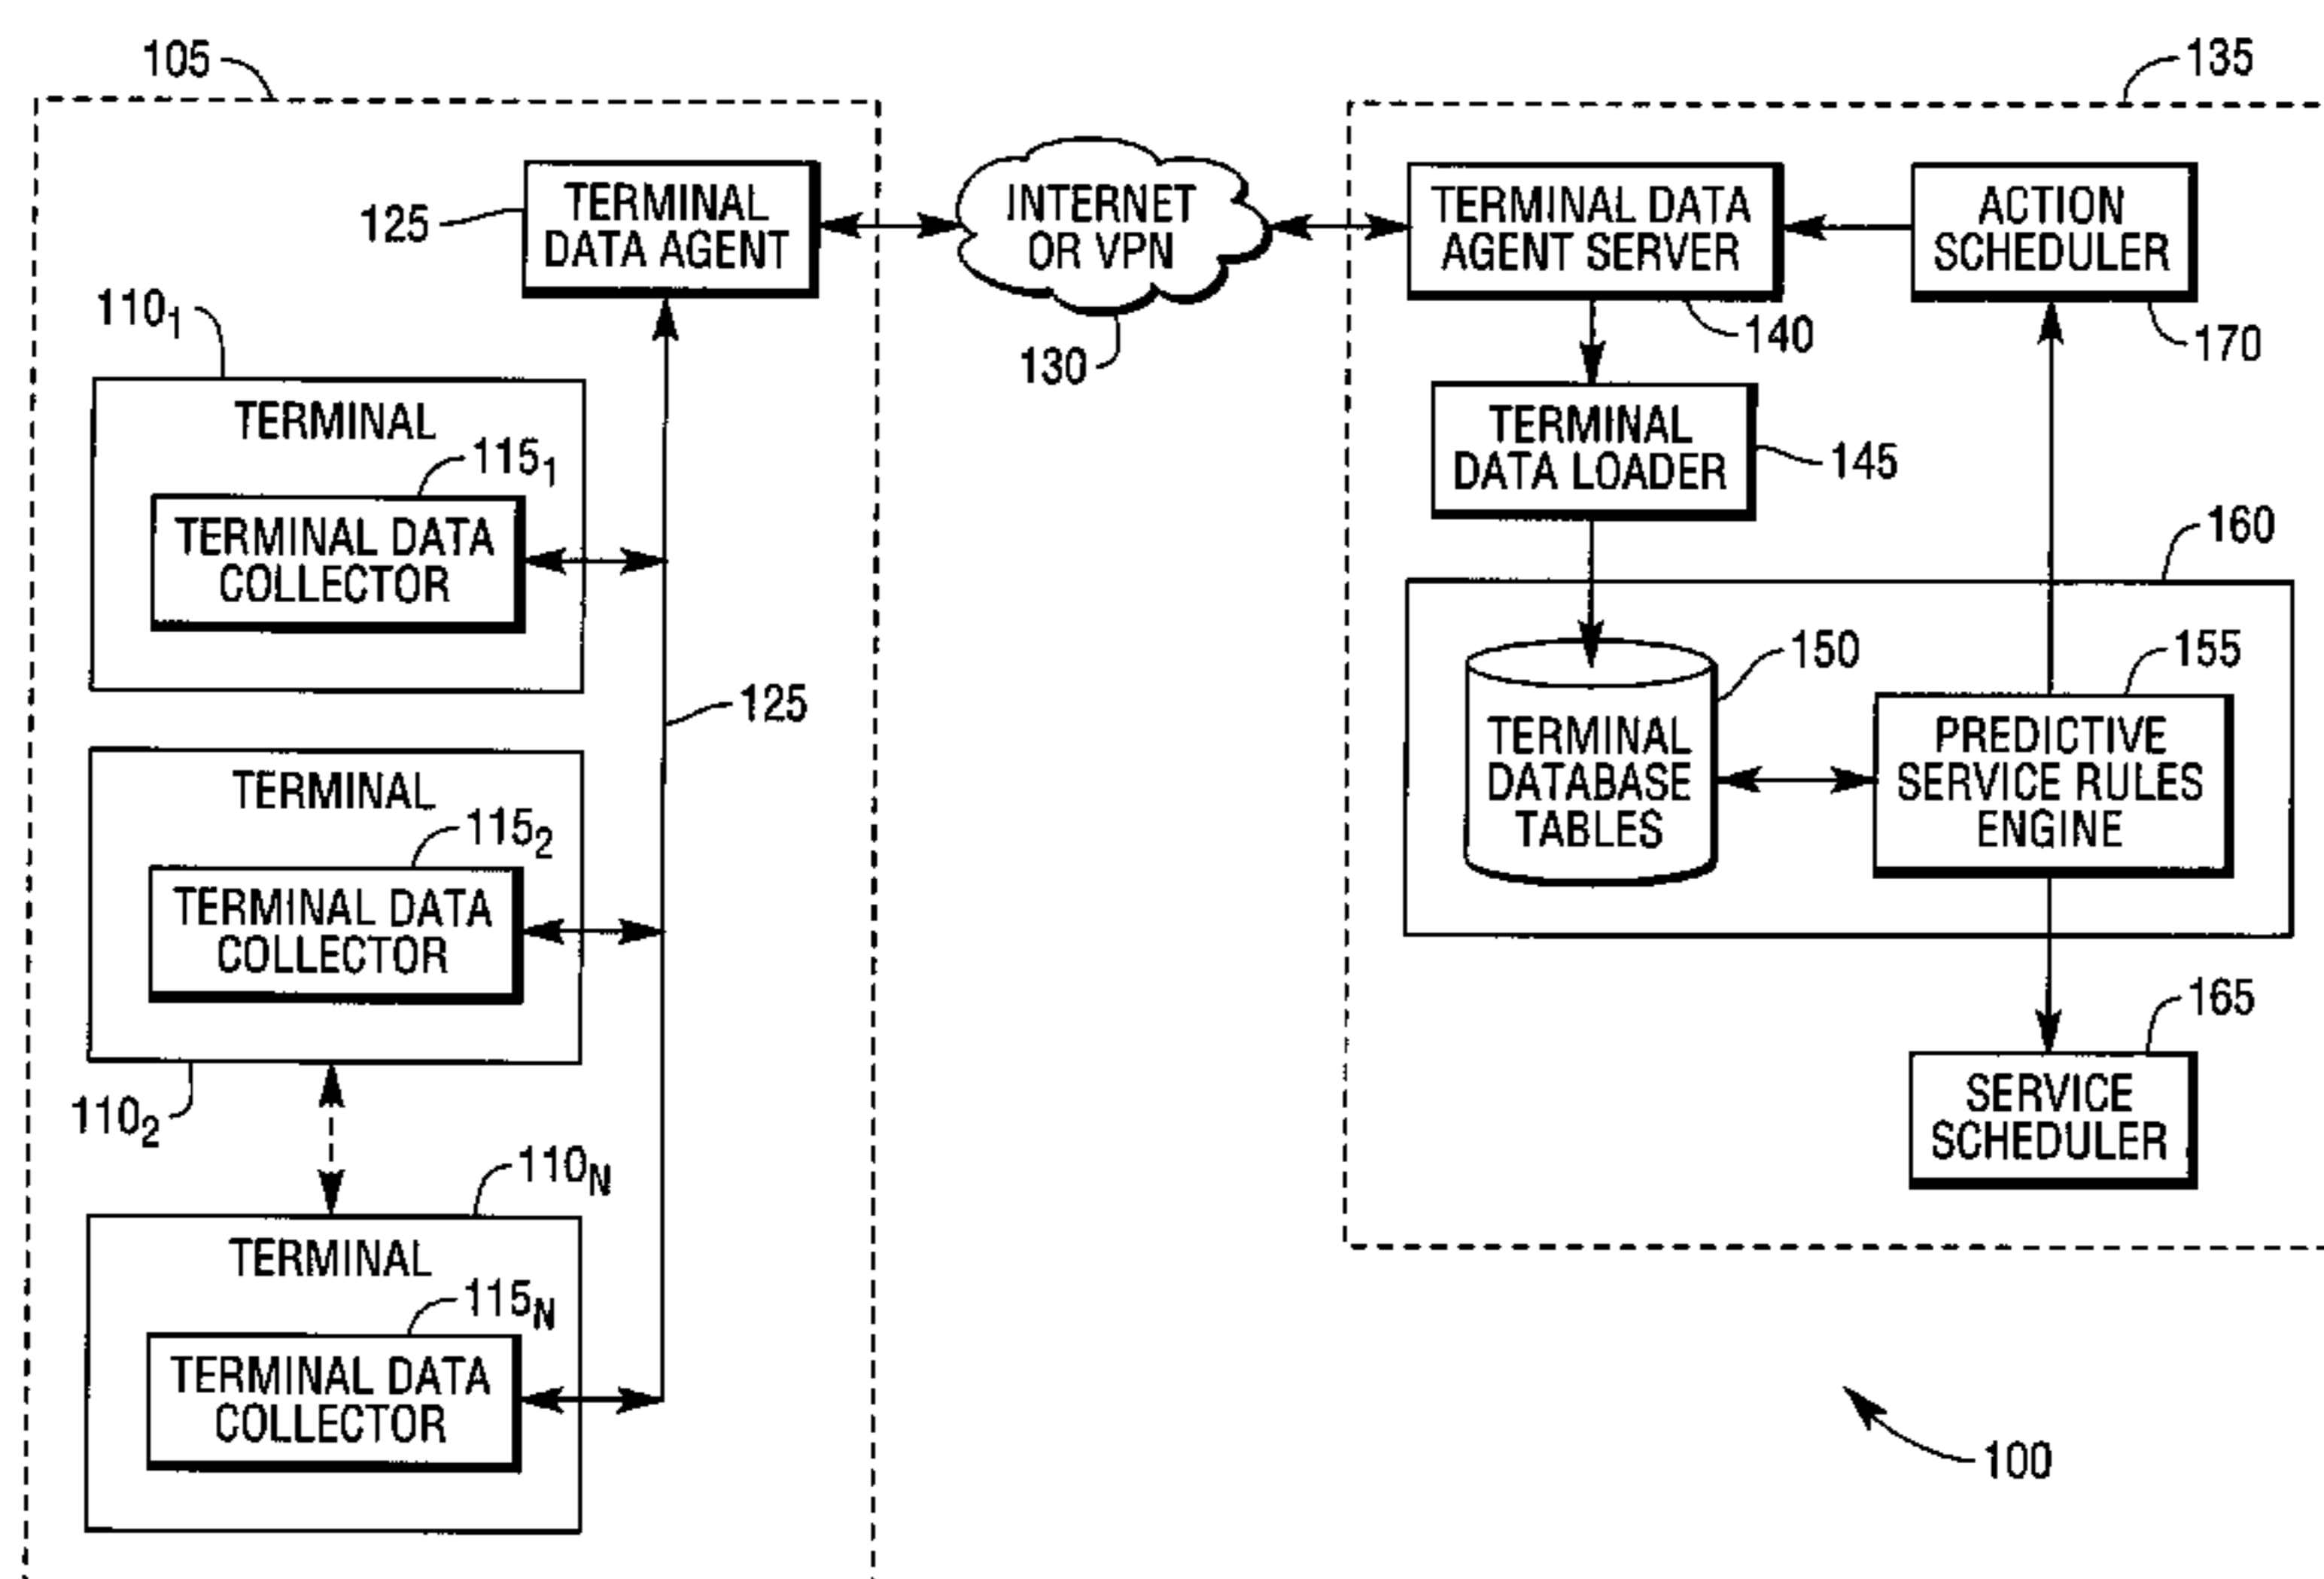 105
135
TERMINAL
DATA AGENT
125
INTERNET
OR VPN
130
TERMINAL DATA
AGENT SERVER
140
ACTION
SCHEDULER
170
110₁
TERMINAL
115₁
TERMINAL DATA
COLLECTOR
TERMINAL
DATA LOADER
145
160
125
150
155
TERMINAL
DATABASE
TABLES
PREDICTIVE
SERVICE RULES
ENGINE
TERMINAL
115₂
TERMINAL DATA
COLLECTOR
110₂
165
SERVICE
SCHEDULER
110N
TERMINAL
115N
TERMINAL DATA
COLLECTOR
100